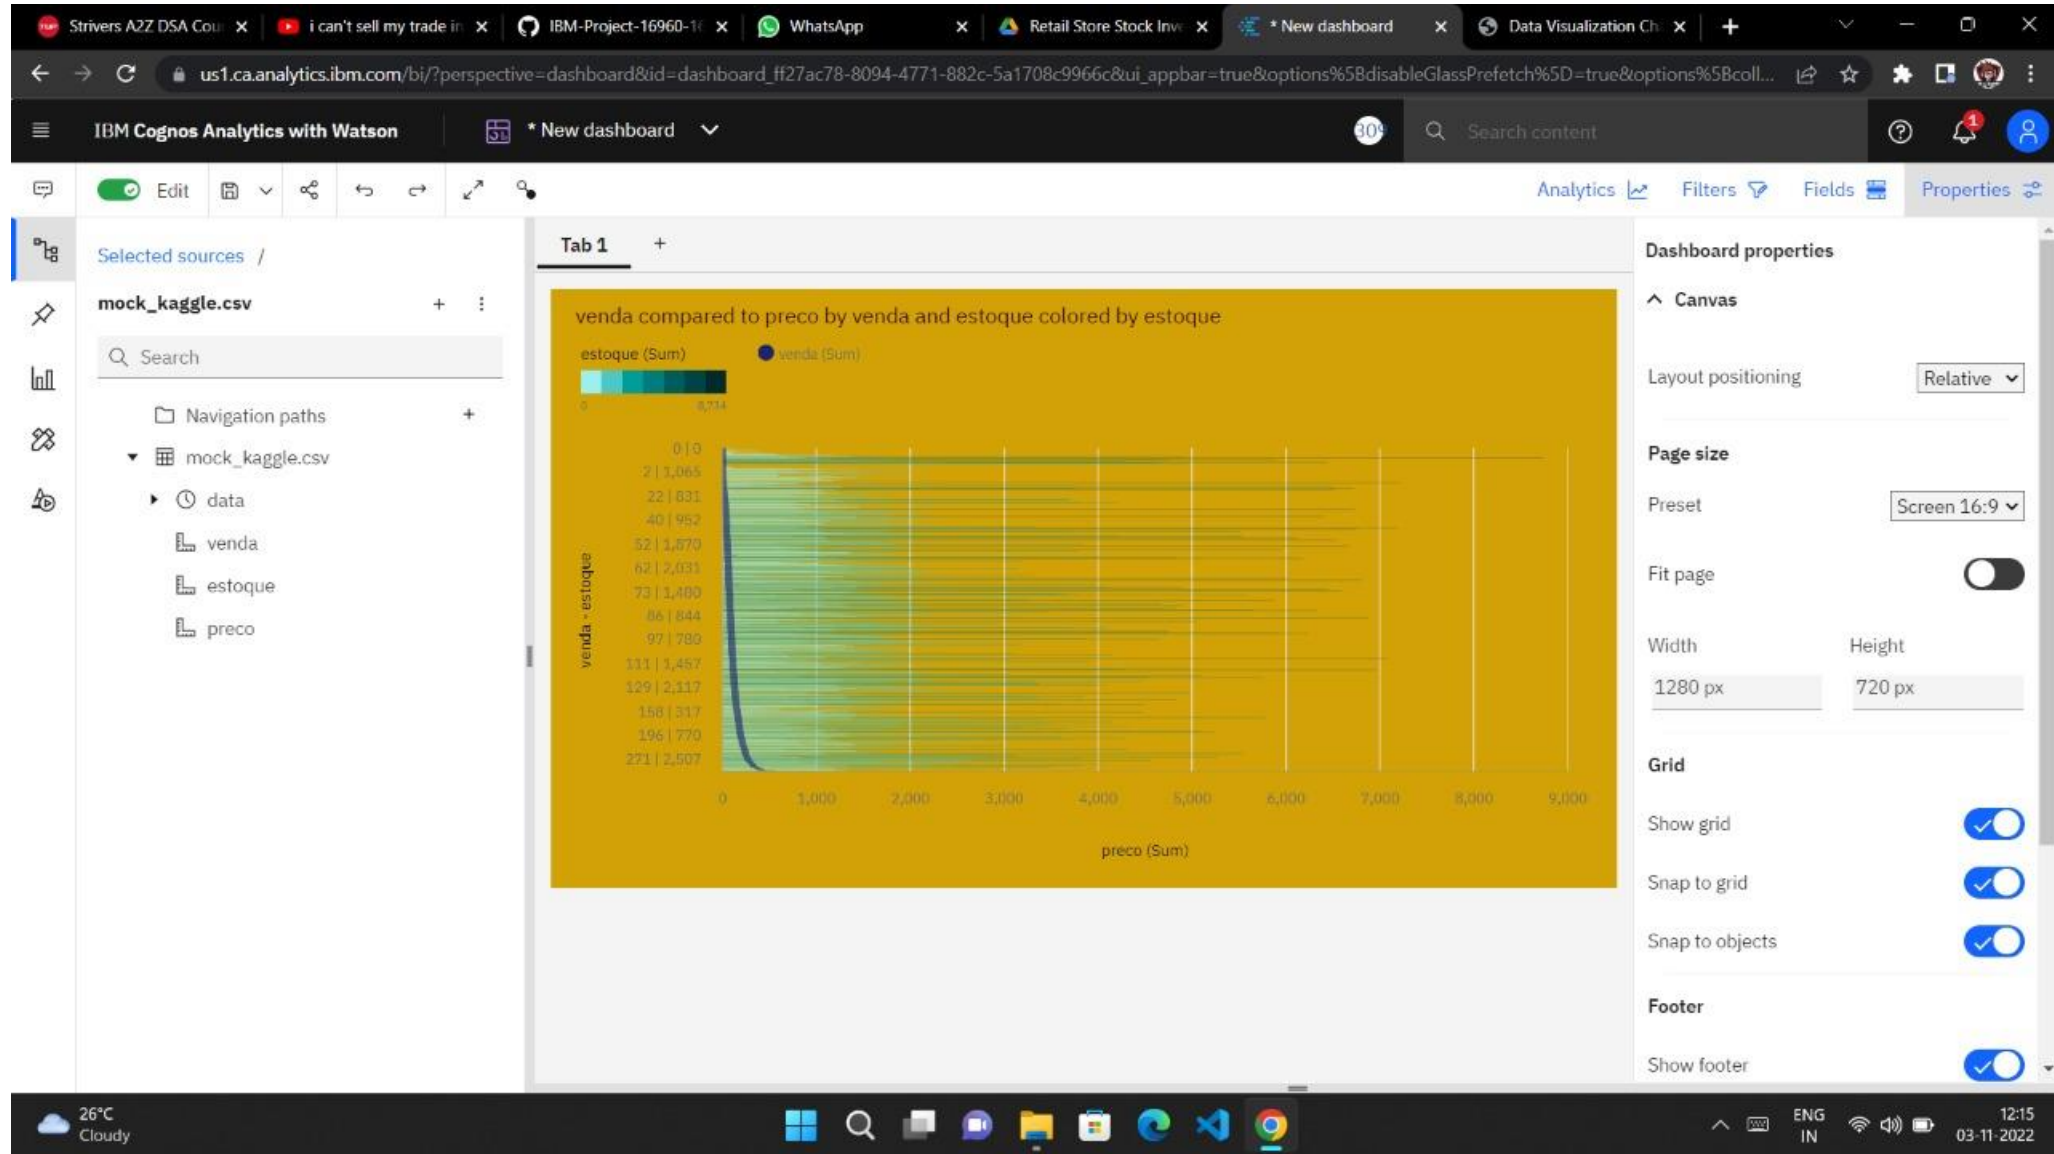 Strivers A2Z DSA Cou
i can't sell my trade in
IBM-Project-16960-16
WhatsApp
Retail Store Stock Inve
* New dashboard
Data Visualization Ch
us1.ca.analytics.ibm.com/bi/?perspective=dashboard&id=dashboard_ff27ac78-8094-4771-882c-5a1708c9966c&ui_appbar=true&options%5BdisableGlassPrefetch%5D=true&options%5Bcoll...
IBM Cognos Analytics with Watson
* New dashboard
309
Search content
1
Edit
Analytics
Filters
Fields
Properties
Selected sources /
mock_kaggle.csv
Search
Navigation paths
mock_kaggle.csv
data
venda
estoque
preco
Tab 1
venda compared to preco by venda and estoque colored by estoque
estoque (Sum)
venda (Sum)
0
8,734
0|0
2|1,065
22|831
40|952
52|1,870
62|2,031
73|1,480
86|844
97|780
111|1,457
129|2,117
158|317
196|770
271|2,507
venda - estoque
0 1,000 2,000 3,000 4,000 5,000 6,000 7,000 8,000 9,000
preco (Sum)
Dashboard properties
Canvas
Layout positioning
Relative
Page size
Preset
Screen 16:9
Fit page
Width
Height
1280 px
720 px
Grid
Show grid
Snap to grid
Snap to objects
Footer
Show footer
26°C
Cloudy
ENG
IN
12:15
03-11-2022